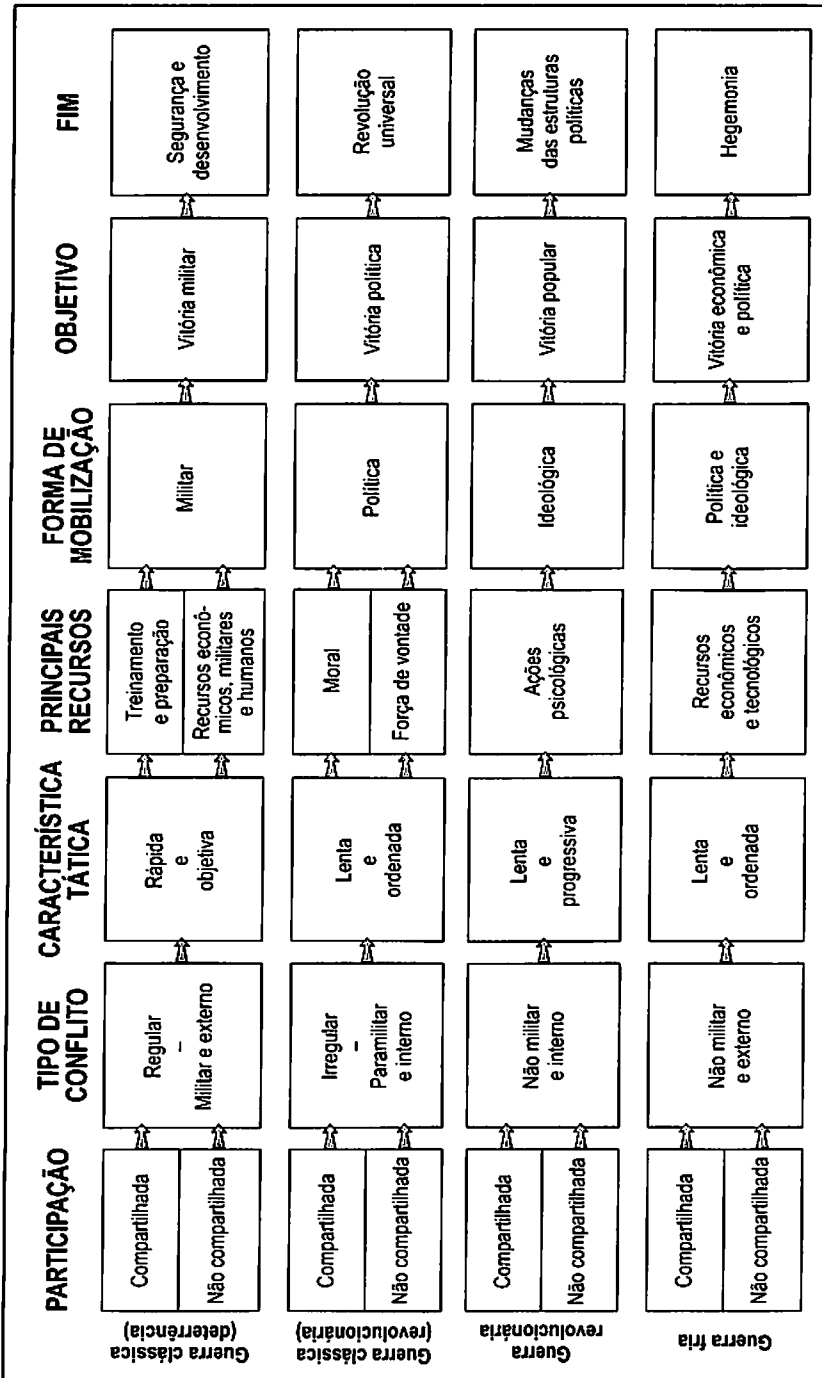 PARTICIPAÇÃO
TIPO DE
CONFLITO
CARACTERÍSTICA
TÁTICA
PRINCIPAIS
RECURSOS
FORMA DE
MOBILIZAÇÃO
OBJETIVO
FIM
Guerra clássica
(deterrência)
Compartilhada
Não compartilhada
Regular
–
Militar e externo
Rápida
e
objetiva
Treinamento
e preparação
Recursos econô-
micos, militares
e humanos
Militar
Vitória militar
Segurança e
desenvolvimento
Guerra clássica
(revolucionária)
Compartilhada
Não compartilhada
Irregular
–
Paramilitar
e interno
Lenta
e
ordenada
Moral
Força de vontade
Política
Vitória política
Revolução
universal
Guerra
revolucionária
Compartilhada
Não compartilhada
Não militar
e interno
Lenta
e
progressiva
Ações
psicológicas
Ideológica
Vitória popular
Mudanças
das estruturas
políticas
Guerra fria
Compartilhada
Não compartilhada
Não militar
e externo
Lenta
e
ordenada
Recursos
econômicos
e tecnológicos
Política e
ideológica
Vitória econômica
e política
Hegemonia